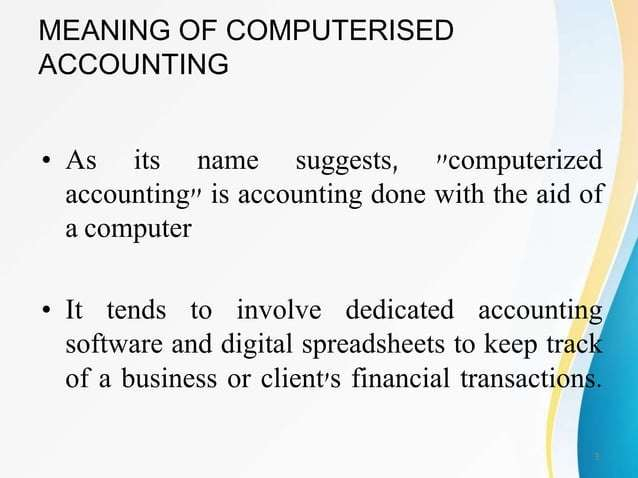 MEANING OF COMPUTERISED
ACCOUNTING
• As its name suggests, "computerized
accounting" is accounting done with the aid of
a computer
• It tends to involve dedicated accounting
software and digital spreadsheets to keep track
of a business or client's financial transactions.